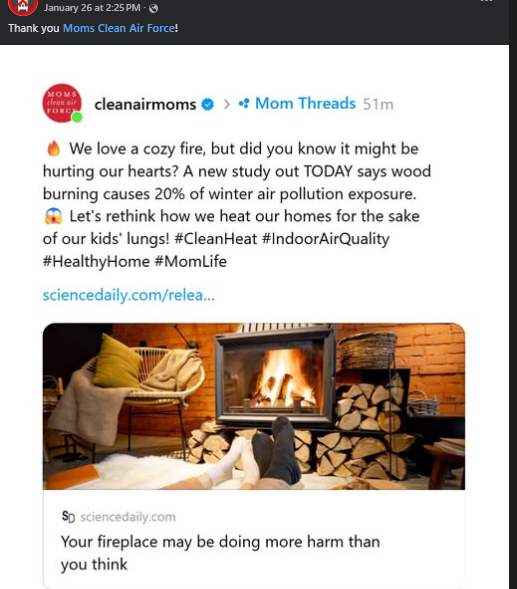 January 26 at 2:25 PM ·
Thank you Moms Clean Air Force!
MOMS
clean air
FORCE
cleanairmoms > Mom Threads 51m
🔥 We love a cozy fire, but did you know it might be
hurting our hearts? A new study out TODAY says wood
burning causes 20% of winter air pollution exposure.
😱 Let's rethink how we heat our homes for the sake
of our kids' lungs! #CleanHeat #IndoorAirQuality
#HealthyHome #MomLife
sciencedaily.com/relea...
SD sciencedaily.com
Your fireplace may be doing more harm than
you think